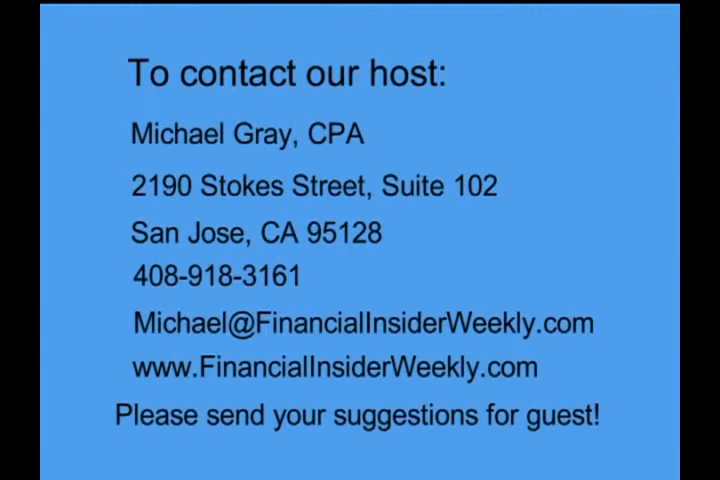 To contact our host:
Michael Gray, CPA
2190 Stokes Street, Suite 102
San Jose, CA 95128
408-918-3161
Michael@FinancialInsiderWeekly.com
www.FinancialInsiderWeekly.com
Please send your suggestions for guest!